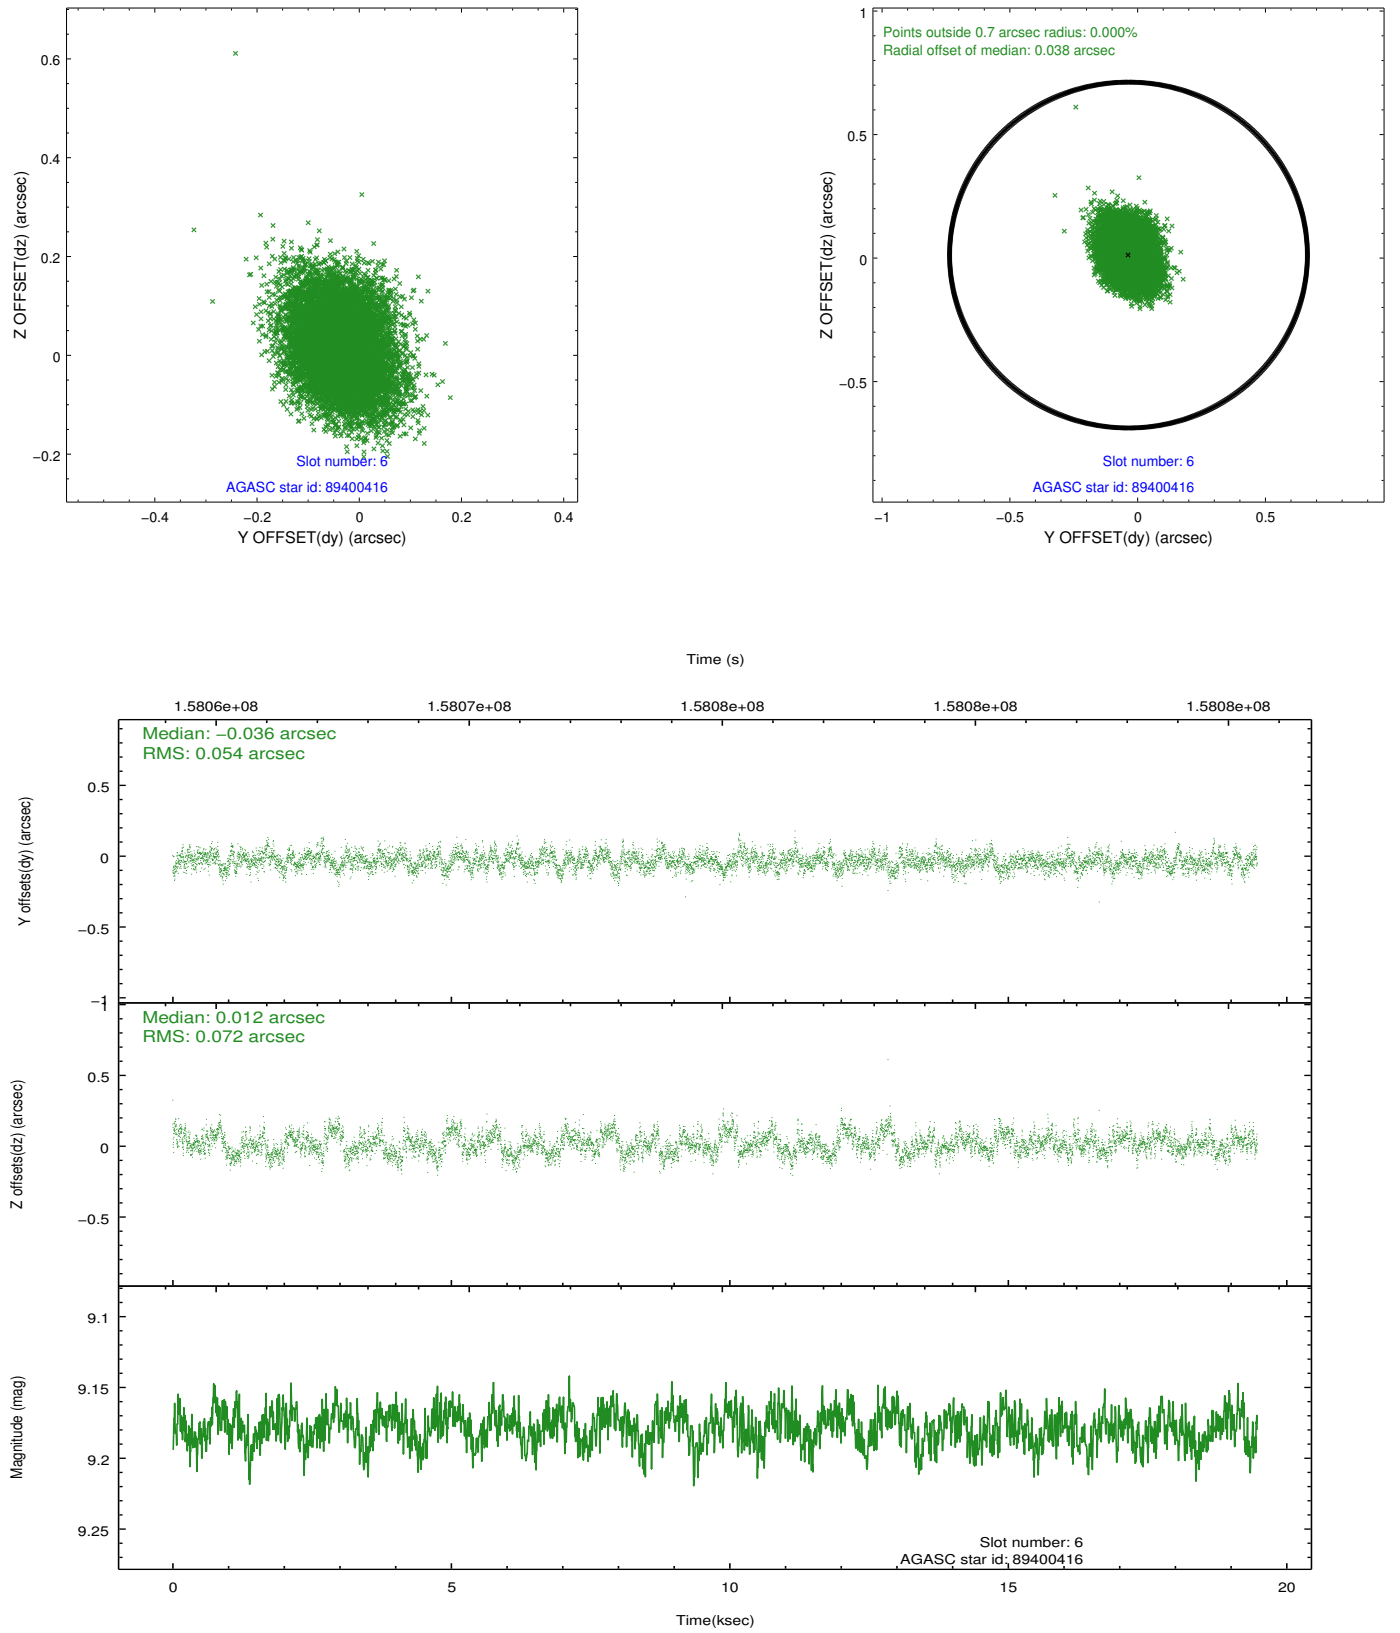 0.6
0.4
0.2
0
−0.2
Z OFFSET(dz) (arcsec)
−0.4 −0.2 0 0.2 0.4
Y OFFSET(dy) (arcsec)
Slot number: 6
AGASC star id: 89400416
Points outside 0.7 arcsec radius: 0.000%
Radial offset of median: 0.038 arcsec
1
0.5
0
−0.5
Z OFFSET(dz) (arcsec)
−1 −0.5 0 0.5
Y OFFSET(dy) (arcsec)
Slot number: 6
AGASC star id: 89400416
Time (s)
1.5806e+08 1.5807e+08 1.5808e+08 1.5808e+08 1.5808e+08
Median: −0.036 arcsec
RMS: 0.054 arcsec
0.5
0
−0.5
−1
Y offsets(dy) (arcsec)
Median: 0.012 arcsec
RMS: 0.072 arcsec
1
0.5
0
−0.5
Z offsets(dz) (arcsec)
9.1
9.15
9.2
9.25
Magnitude (mag)
Slot number: 6
AGASC star id: 89400416
0 5 10 15 20
Time(ksec)